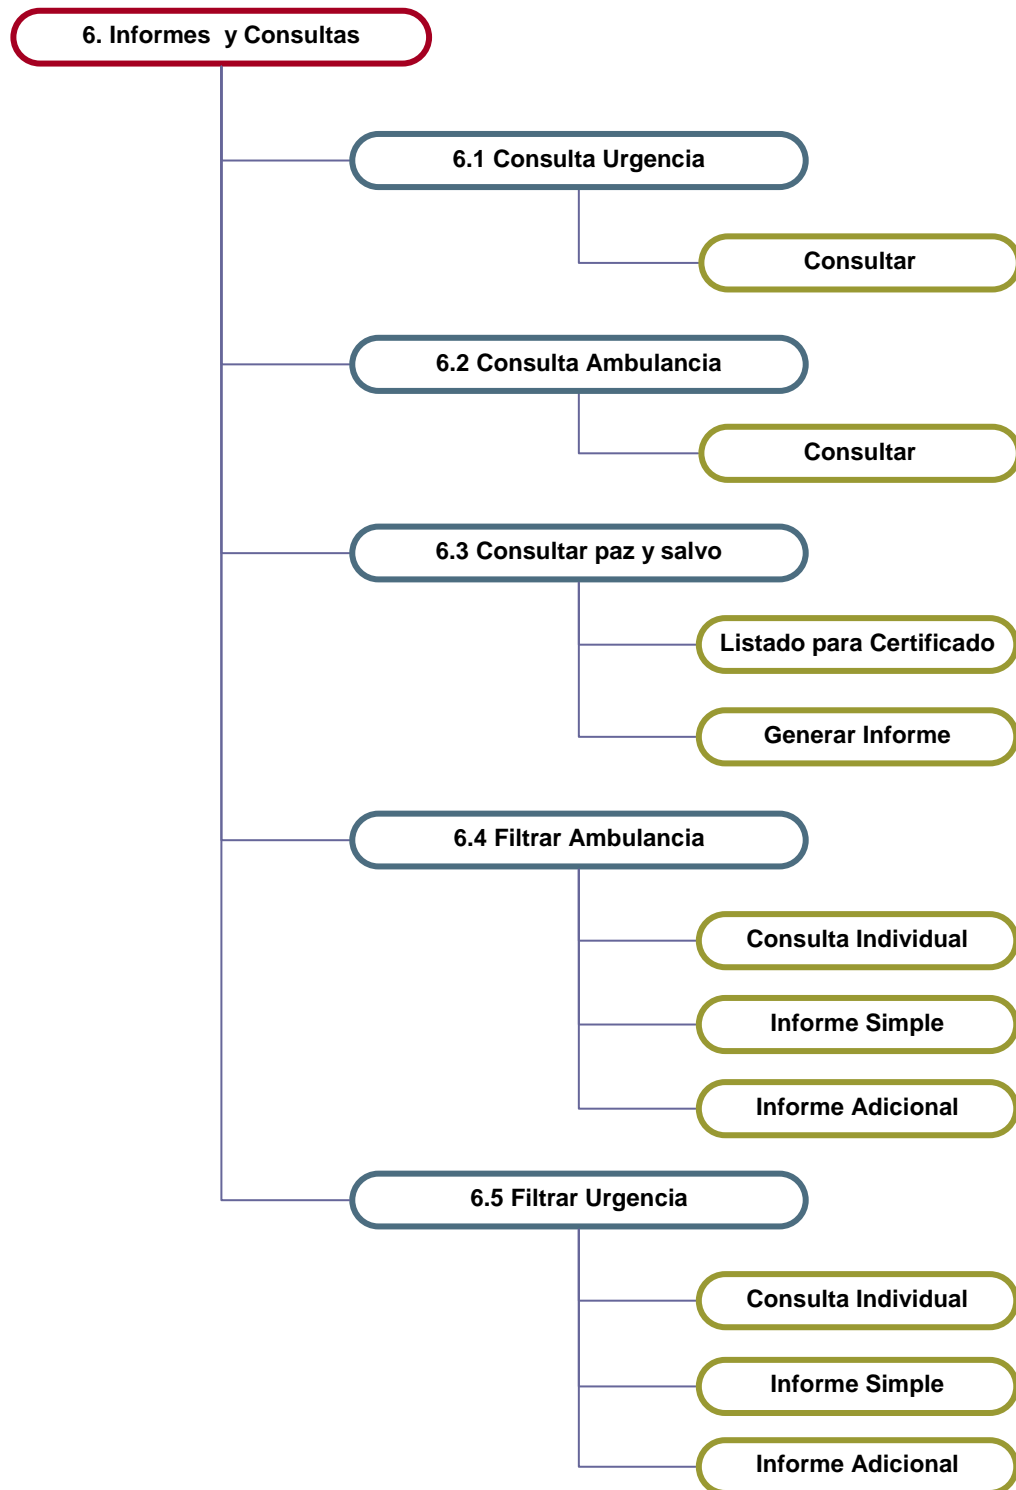 6. Informes  y Consultas
6.1 Consulta Urgencia
Consultar
6.2 Consulta Ambulancia
Consultar
6.3 Consultar paz y salvo
Listado para Certificado
Generar Informe
6.4 Filtrar Ambulancia
Consulta Individual
Informe Simple
Informe Adicional
6.5 Filtrar Urgencia
Consulta Individual
Informe Simple
Informe Adicional